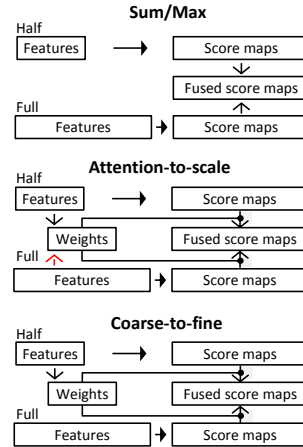 Sum/Max
Half
Features
Score maps
Fused score maps
Full
Features
Score maps
Attention-to-scale
Half
Features
Score maps
Weights
Fused score maps
Full
Features
Score maps
Coarse-to-fine
Half
Features
Score maps
Weights
Fused score maps
Full
Features
Score maps